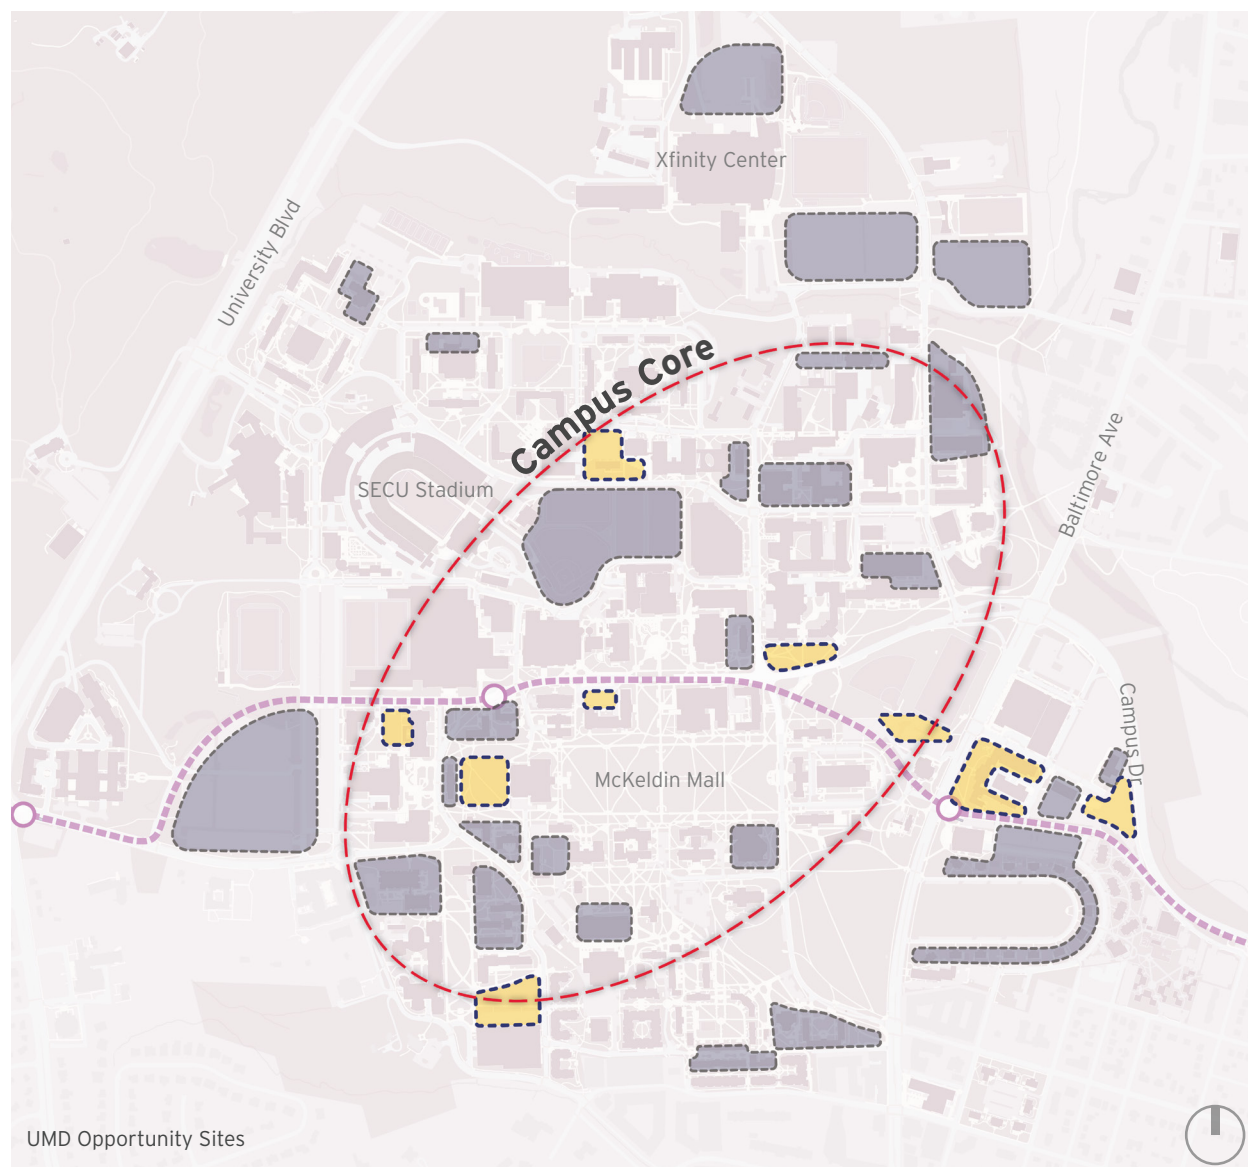 Xfinity Center
University Blvd
Campus Core
SECU Stadium
Baltimore Ave
Campus Dr
McKeldin Mall
UMD Opportunity Sites